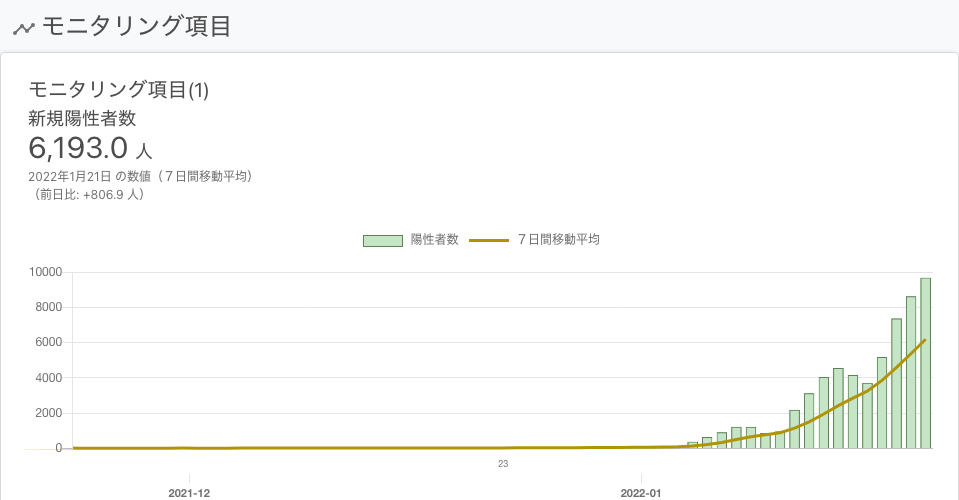 モニタリング項目
モニタリング項目(1)
新規陽性者数
6,193.0 人
2022年1月21日 の数値（７日間移動平均）
（前日比: +806.9 人）
陽性者数 ７日間移動平均
10000
8000
6000
4000
2000
0
23
2021-12 2022-01